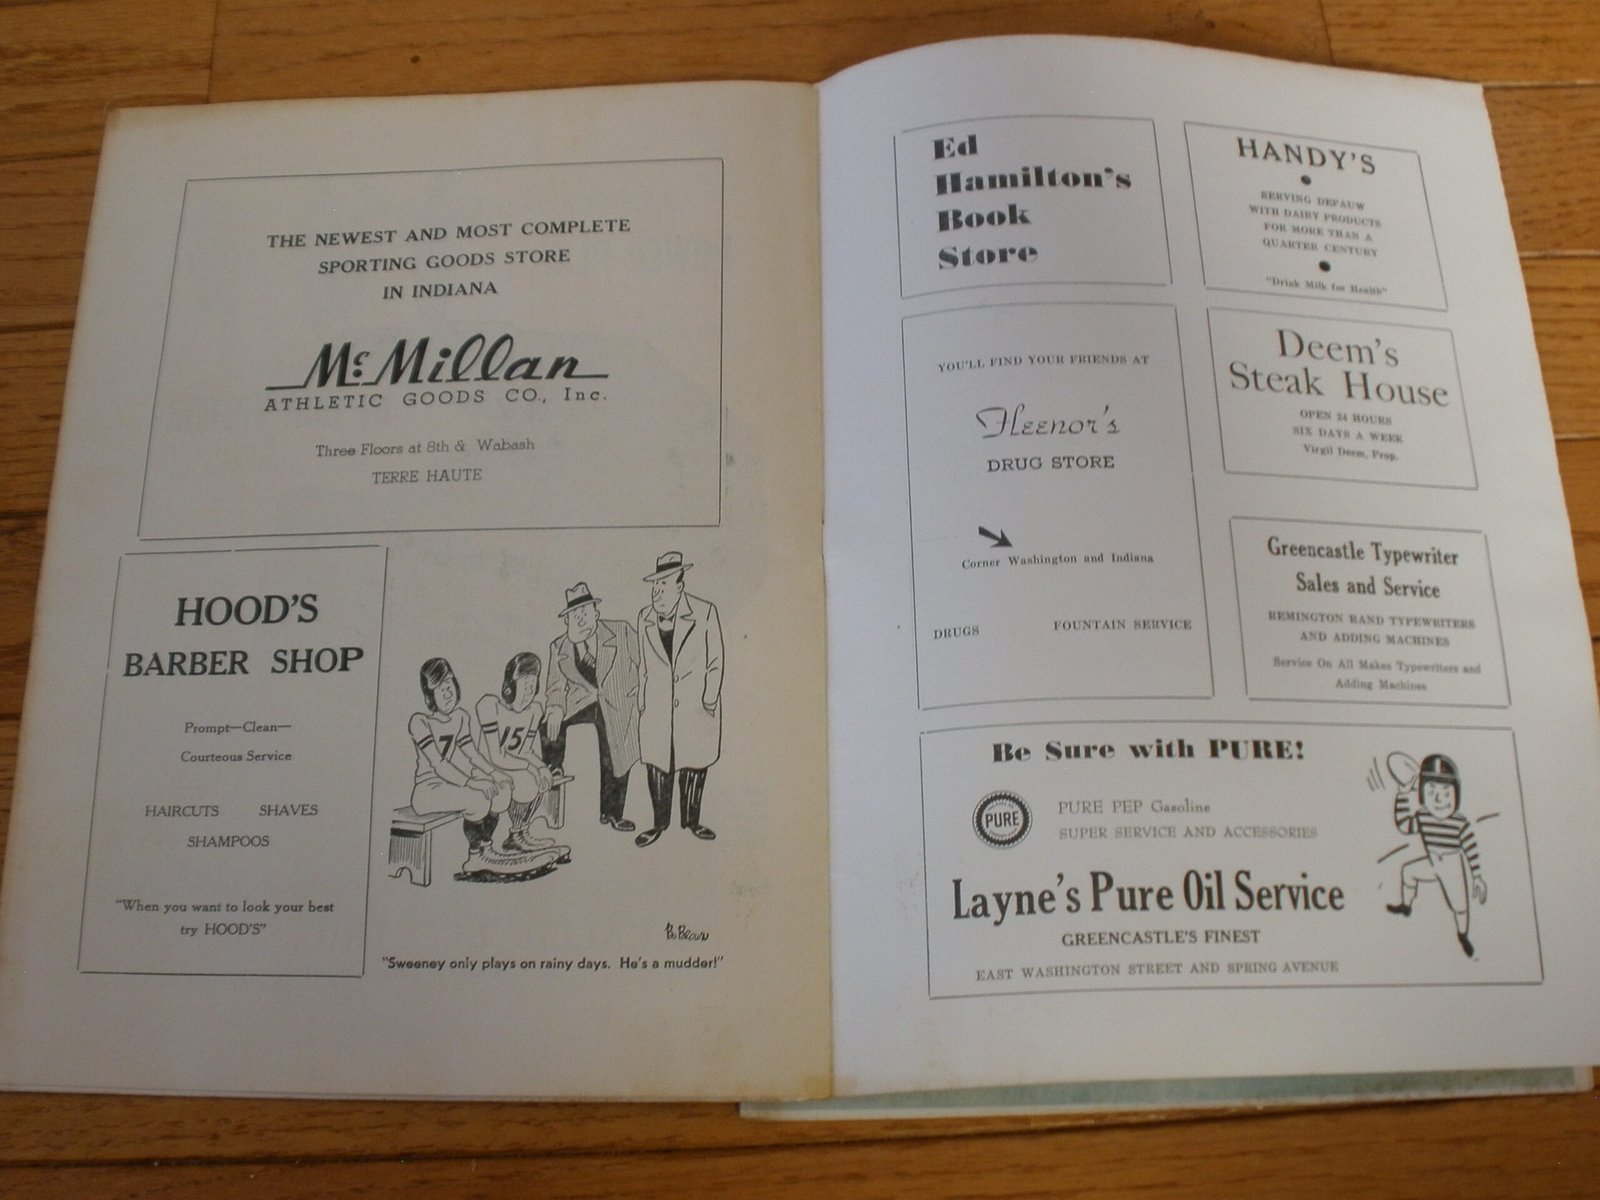 THE NEWEST AND MOST COMPLETE
SPORTING GOODS STORE
IN INDIANA
McMillan
ATHLETIC GOODS CO., Inc.
Three Floors at 8th & Wabash
TERRE HAUTE
HOOD'S
BARBER SHOP
Prompt—Clean—
Courteous Service
HAIRCUTS SHAVES
SHAMPOOS
"When you want to look your best
try HOOD'S"
7
15
Bo Brown
"Sweeney only plays on rainy days. He's a mudder!"
Ed
Hamilton's
Book
Store
HANDY'S
SERVING DEPAUW
WITH DAIRY PRODUCTS
FOR MORE THAN A
QUARTER CENTURY
"Drink Milk for Health"
YOU'LL FIND YOUR FRIENDS AT
Fleenor's
DRUG STORE
Corner Washington and Indiana
DRUGS FOUNTAIN SERVICE
Deem's
Steak House
OPEN 24 HOURS
SIX DAYS A WEEK
Virgil Deem, Prop.
Greencastle Typewriter
Sales and Service
REMINGTON RAND TYPEWRITERS
AND ADDING MACHINES
Service On All Makes Typewriters and
Adding Machines
Be Sure with PURE!
PURE
PURE PEP Gasoline
SUPER SERVICE AND ACCESSORIES
Layne's Pure Oil Service
GREENCASTLE'S FINEST
EAST WASHINGTON STREET AND SPRING AVENUE